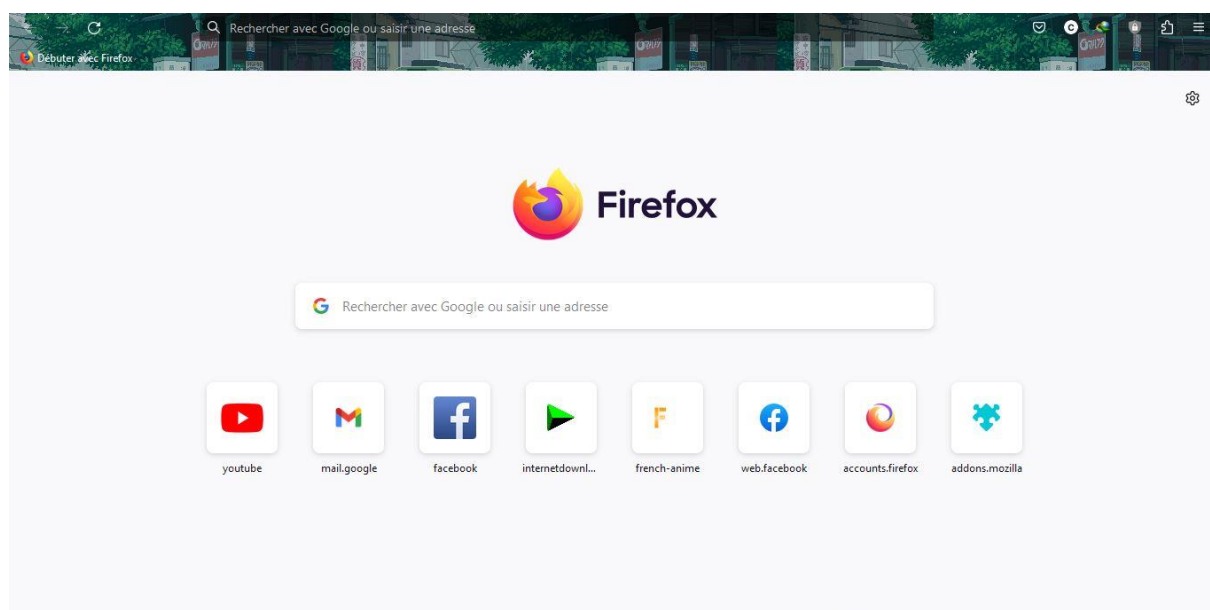 Rechercher avec Google ou saisir une adresse
Débuter avec Firefox
Firefox
Rechercher avec Google ou saisir une adresse
youtube
mail.google
facebook
internetdownl...
french-anime
web.facebook
accounts.firefox
addons.mozilla